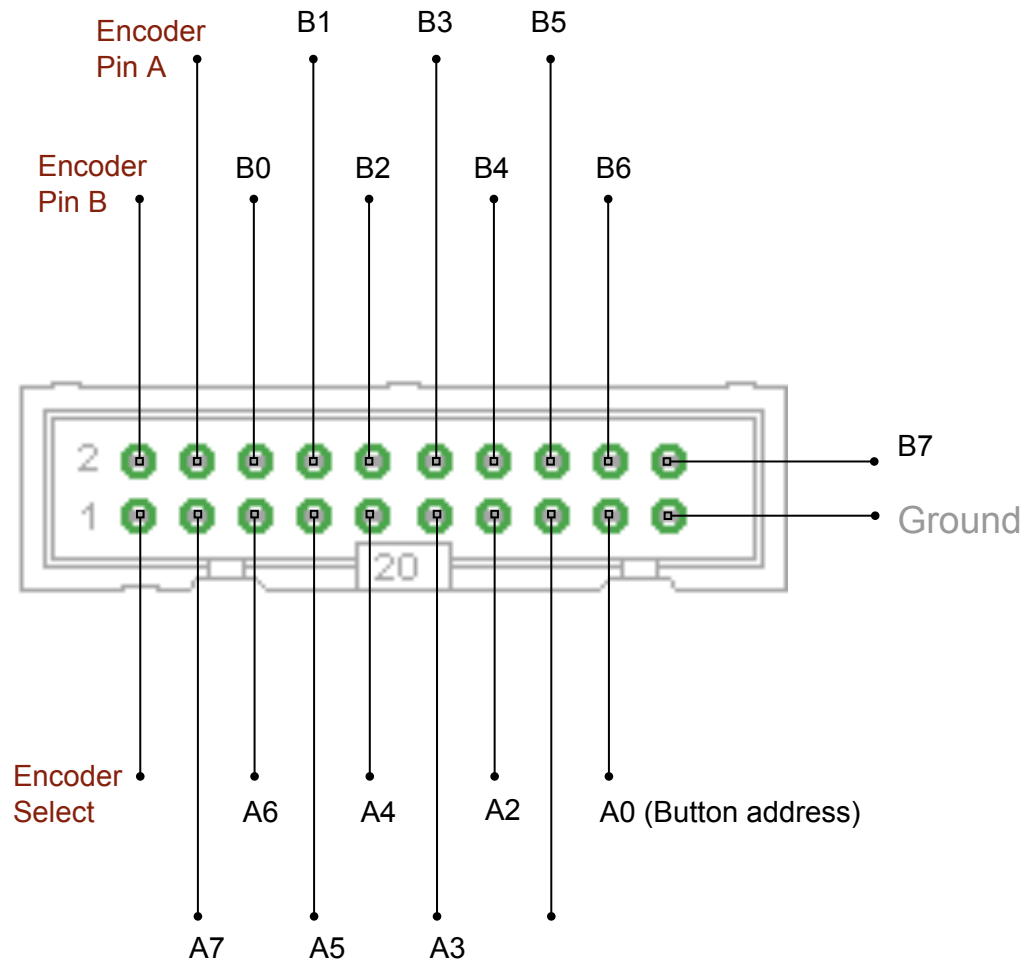 B1
B3
B5
Encoder
Pin A
Encoder
Pin B
B0
B2
B4
B6
2
B7
1
Ground
20
Encoder
Select
A6
A4
A2
A0 (Button address)
A7
A5
A3